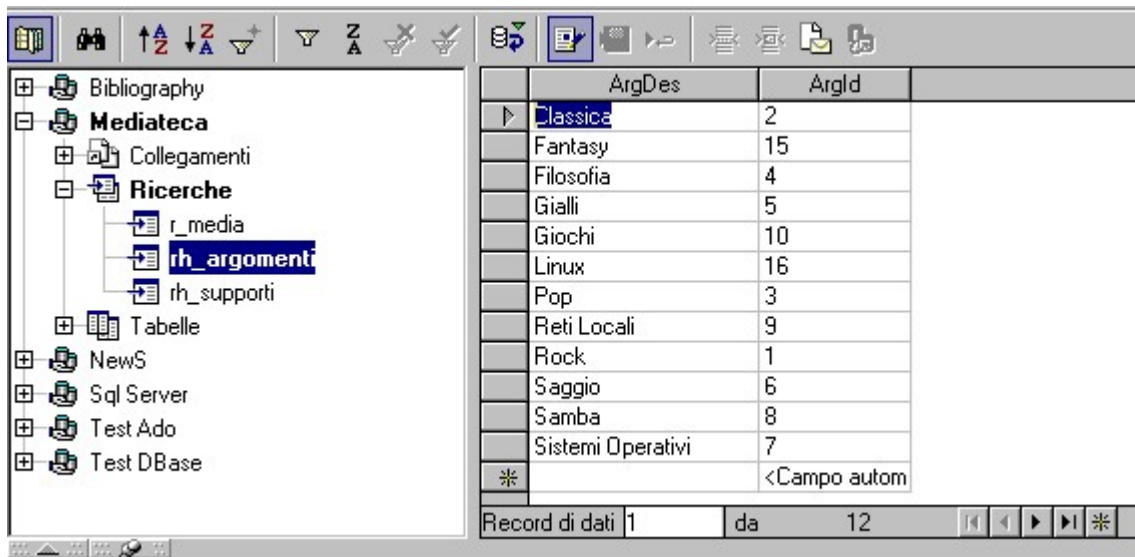 Bibliography
Mediateca
Collegamenti
Ricerche
r_media
rh_argomenti
rh_supporti
Tabelle
NewS
Sql Server
Test Ado
Test DBase
ArgDes ArgId
Classica 2
Fantasy 15
Filosofia 4
Gialli 5
Giochi 10
Linux 16
Pop 3
Reti Locali 9
Rock 1
Saggio 6
Samba 8
Sistemi Operativi 7
<Campo autom
Record di dati 1 da 12